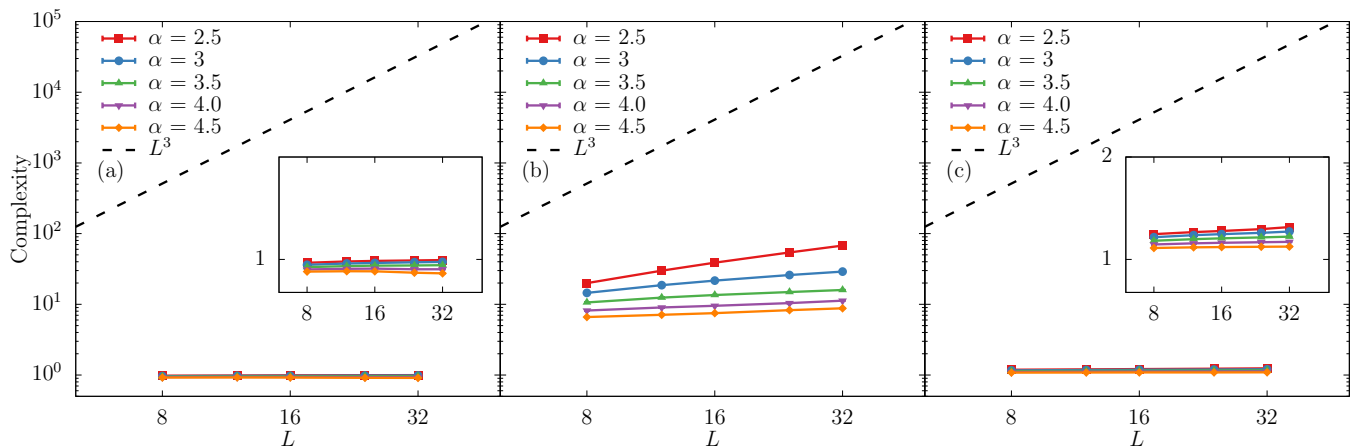 Complexity
10^5
10^4
10^3
10^2
10^1
10^0
α = 2.5
α = 3
α = 3.5
α = 4.0
α = 4.5
L^3
(a)
1
8 16 32
8 16 32
L
α = 2.5
α = 3
α = 3.5
α = 4.0
α = 4.5
L^3
(b)
8 16 32
L
α = 2.5
α = 3
α = 3.5
α = 4.0
α = 4.5
L^3
(c)
2
1
8 16 32
8 16 32
L